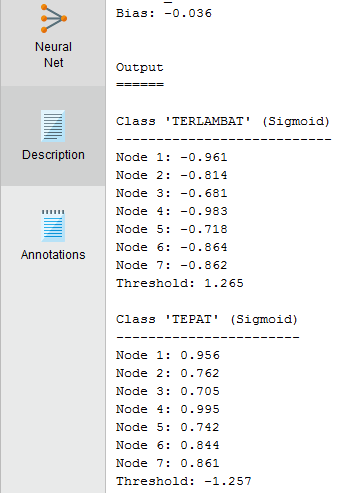 Neural
Net
Description
Annotations
Bias: -0.036
Output
======
Class 'TERLAMBAT' (Sigmoid)
---------------------------
Node 1: -0.961
Node 2: -0.814
Node 3: -0.681
Node 4: -0.983
Node 5: -0.718
Node 6: -0.864
Node 7: -0.862
Threshold: 1.265
Class 'TEPAT' (Sigmoid)
-----------------------
Node 1: 0.956
Node 2: 0.762
Node 3: 0.705
Node 4: 0.995
Node 5: 0.742
Node 6: 0.844
Node 7: 0.861
Threshold: -1.257